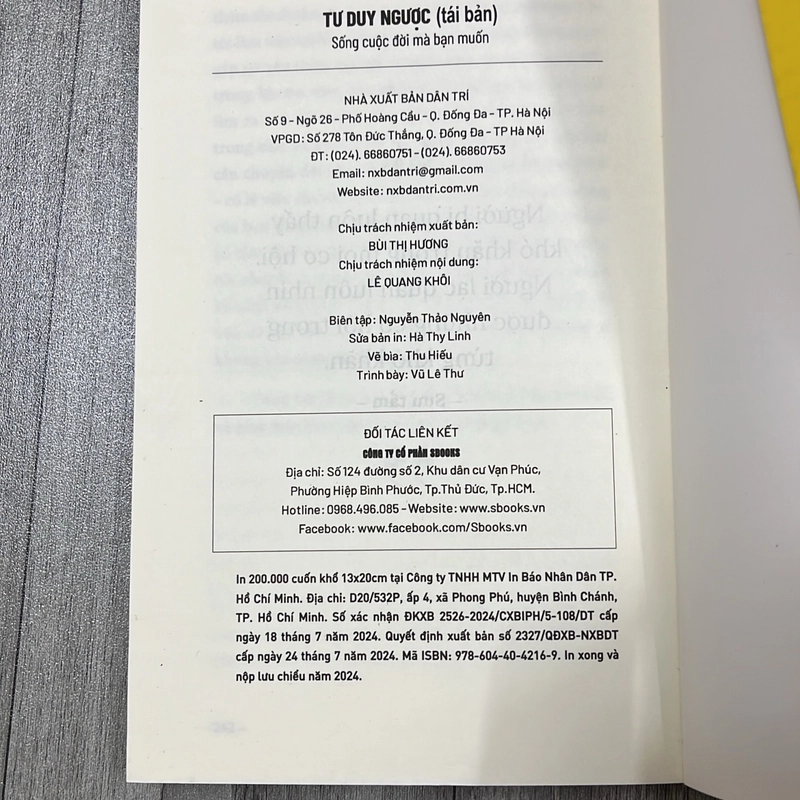 TƯ DUY NGƯỢC (tái bản)
Sống cuộc đời mà bạn muốn
NHÀ XUẤT BẢN DÂN TRÍ
Số 9 - Ngõ 26 - Phố Hoàng Cầu - Q. Đống Đa - TP. Hà Nội
VPGD: Số 278 Tôn Đức Thắng, Q. Đống Đa - TP Hà Nội
ĐT: (024). 66860751 - (024). 66860753
Email: nxbdantri@gmail.com
Website: nxbdantri.com.vn
Chịu trách nhiệm xuất bản:
BÙI THỊ HƯƠNG
Chịu trách nhiệm nội dung:
LÊ QUANG KHÔI
Biên tập: Nguyễn Thảo Nguyên
Sửa bản in: Hà Thy Linh
Vẽ bìa: Thu Hiếu
Trình bày: Vũ Lê Thư
ĐỐI TÁC LIÊN KẾT
CÔNG TY CỔ PHẦN SBOOKS
Địa chỉ: Số 124 đường số 2, Khu dân cư Vạn Phúc,
Phường Hiệp Bình Phước, Tp.Thủ Đức, Tp.HCM.
Hotline: 0968.496.085 - Website: www.sbooks.vn
Facebook: www.facebook.com/Sbooks.vn
In 200.000 cuốn khổ 13x20cm tại Công ty TNHH MTV In Báo Nhân Dân TP.
Hồ Chí Minh. Địa chỉ: D20/532P, ấp 4, xã Phong Phú, huyện Bình Chánh,
TP. Hồ Chí Minh. Số xác nhận ĐKXB 2526-2024/CXBIPH/5-108/DT cấp
ngày 18 tháng 7 năm 2024. Quyết định xuất bản số 2327/QĐXB-NXBDT
cấp ngày 24 tháng 7 năm 2024. Mã ISBN: 978-604-40-4216-9. In xong và
nộp lưu chiểu năm 2024.